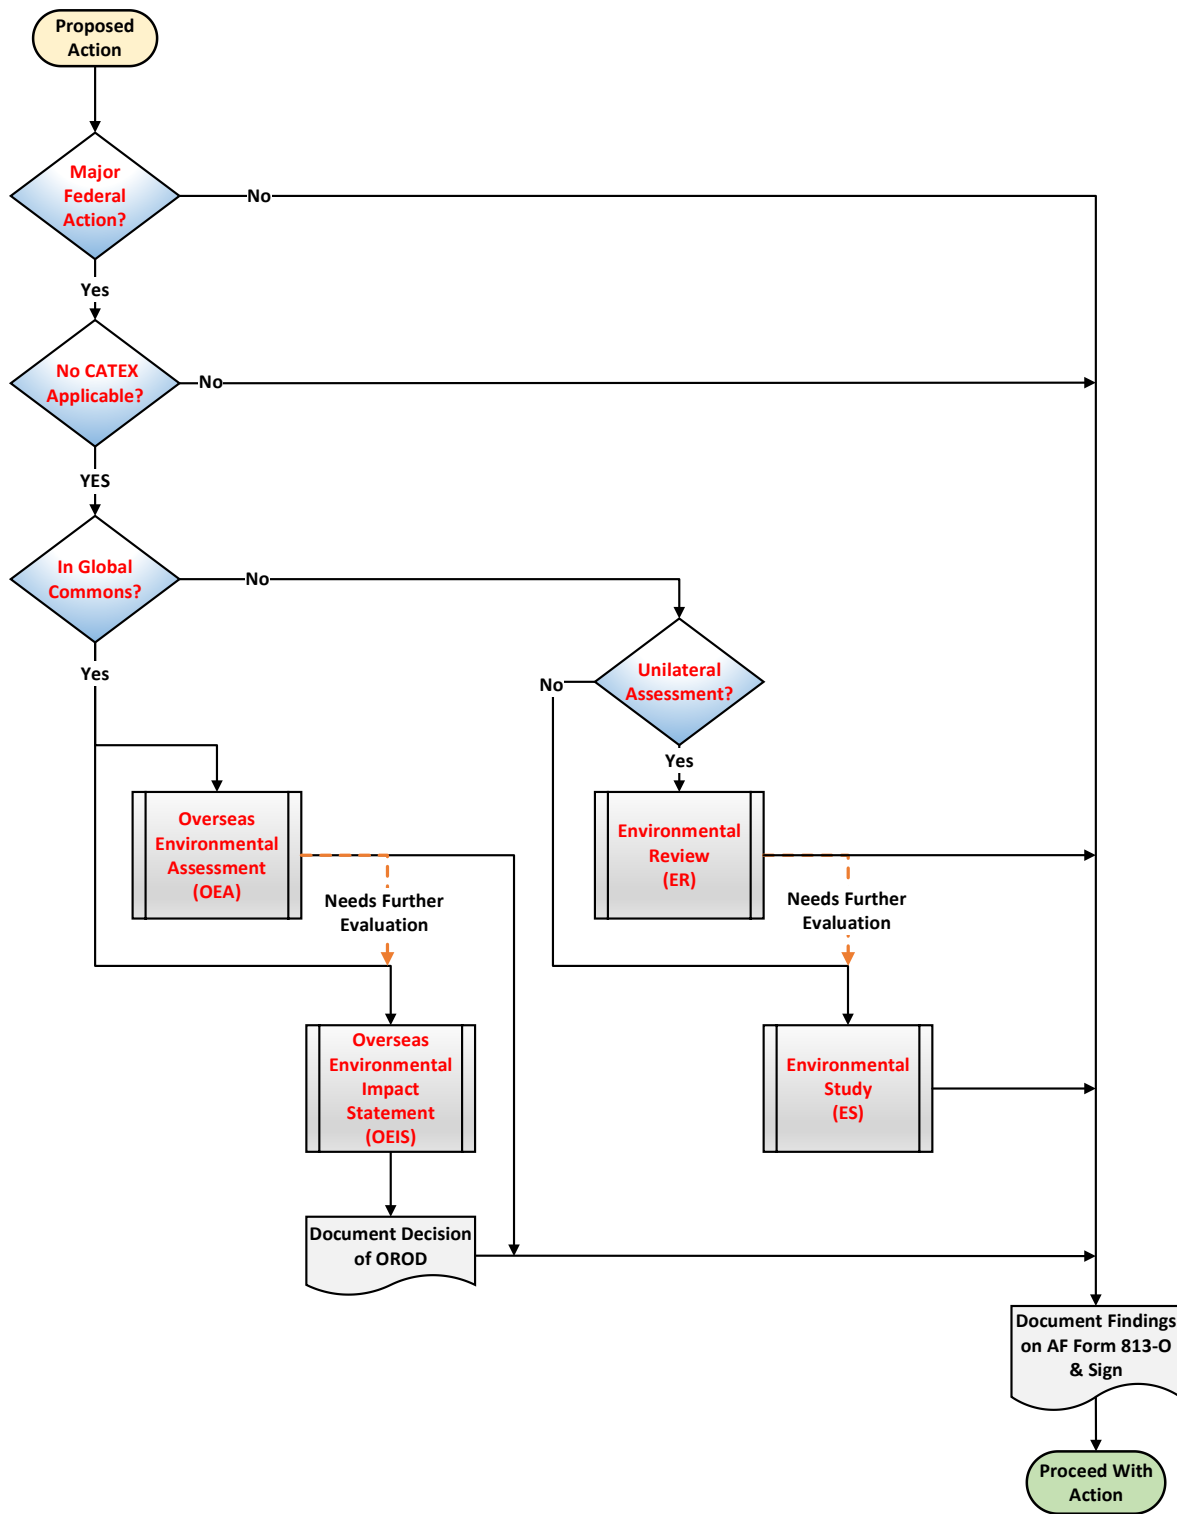 Proposed
Action
Major
Federal
Action?
No
Yes
No CATEX
Applicable?
No
YES
In Global
Commons?
No
Yes
Unilateral
Assessment?
No
Yes
Overseas
Environmental
Assessment
(OEA)
Environmental
Review
(ER)
Needs Further
Evaluation
Needs Further
Evaluation
Overseas
Environmental
Impact
Statement
(OEIS)
Environmental
Study
(ES)
Document Decision
of OROD
Document Findings
on AF Form 813-O
& Sign
Proceed With
Action